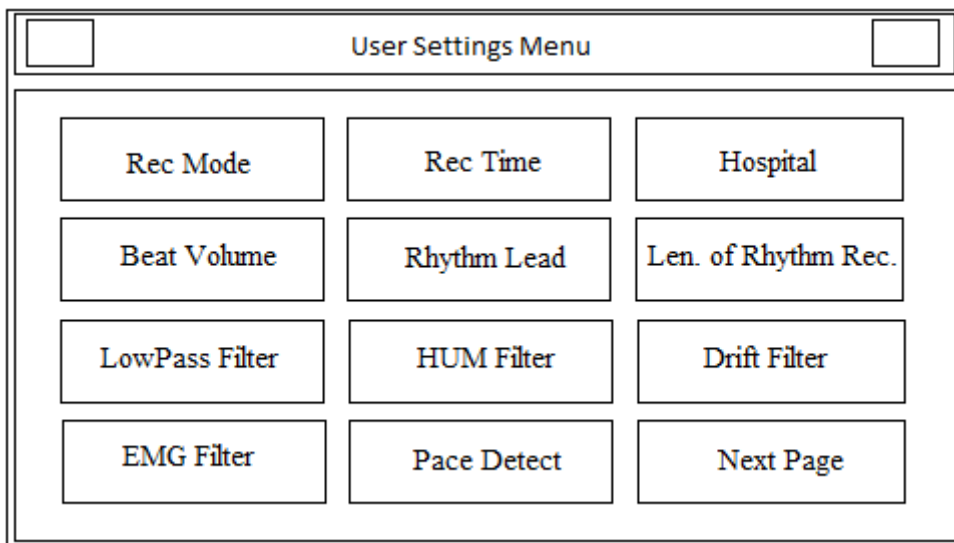 User Settings Menu
Rec Mode
Rec Time
Hospital
Beat Volume
Rhythm Lead
Len. of Rhythm Rec.
LowPass Filter
HUM Filter
Drift Filter
EMG Filter
Pace Detect
Next Page